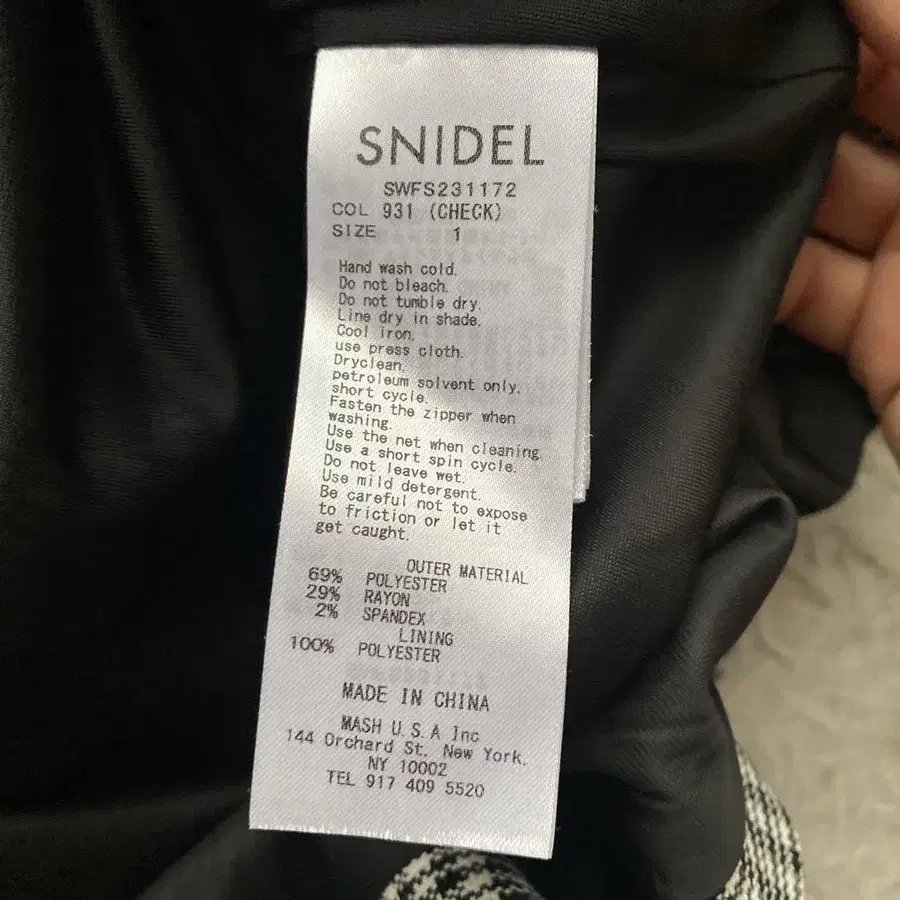 SNIDEL
SWFS231172
COL 931 (CHECK)
SIZE 1
Hand wash cold.
Do not bleach.
Do not tumble dry.
Line dry in shade.
Cool iron.
use press cloth.
Dryclean.
petroleum solvent only.
short cycle.
Fasten the zipper when
washing.
Use the net when cleaning.
Use a short spin cycle.
Do not leave wet.
Use mild detergent.
Be careful not to expose
to friction or let it
get caught.
OUTER MATERIAL
69% POLYESTER
29% RAYON
2% SPANDEX
LINING
100% POLYESTER
MADE IN CHINA
MASH U.S.A Inc
144 Orchard St, New York,
NY 10002
TEL 917 409 5520